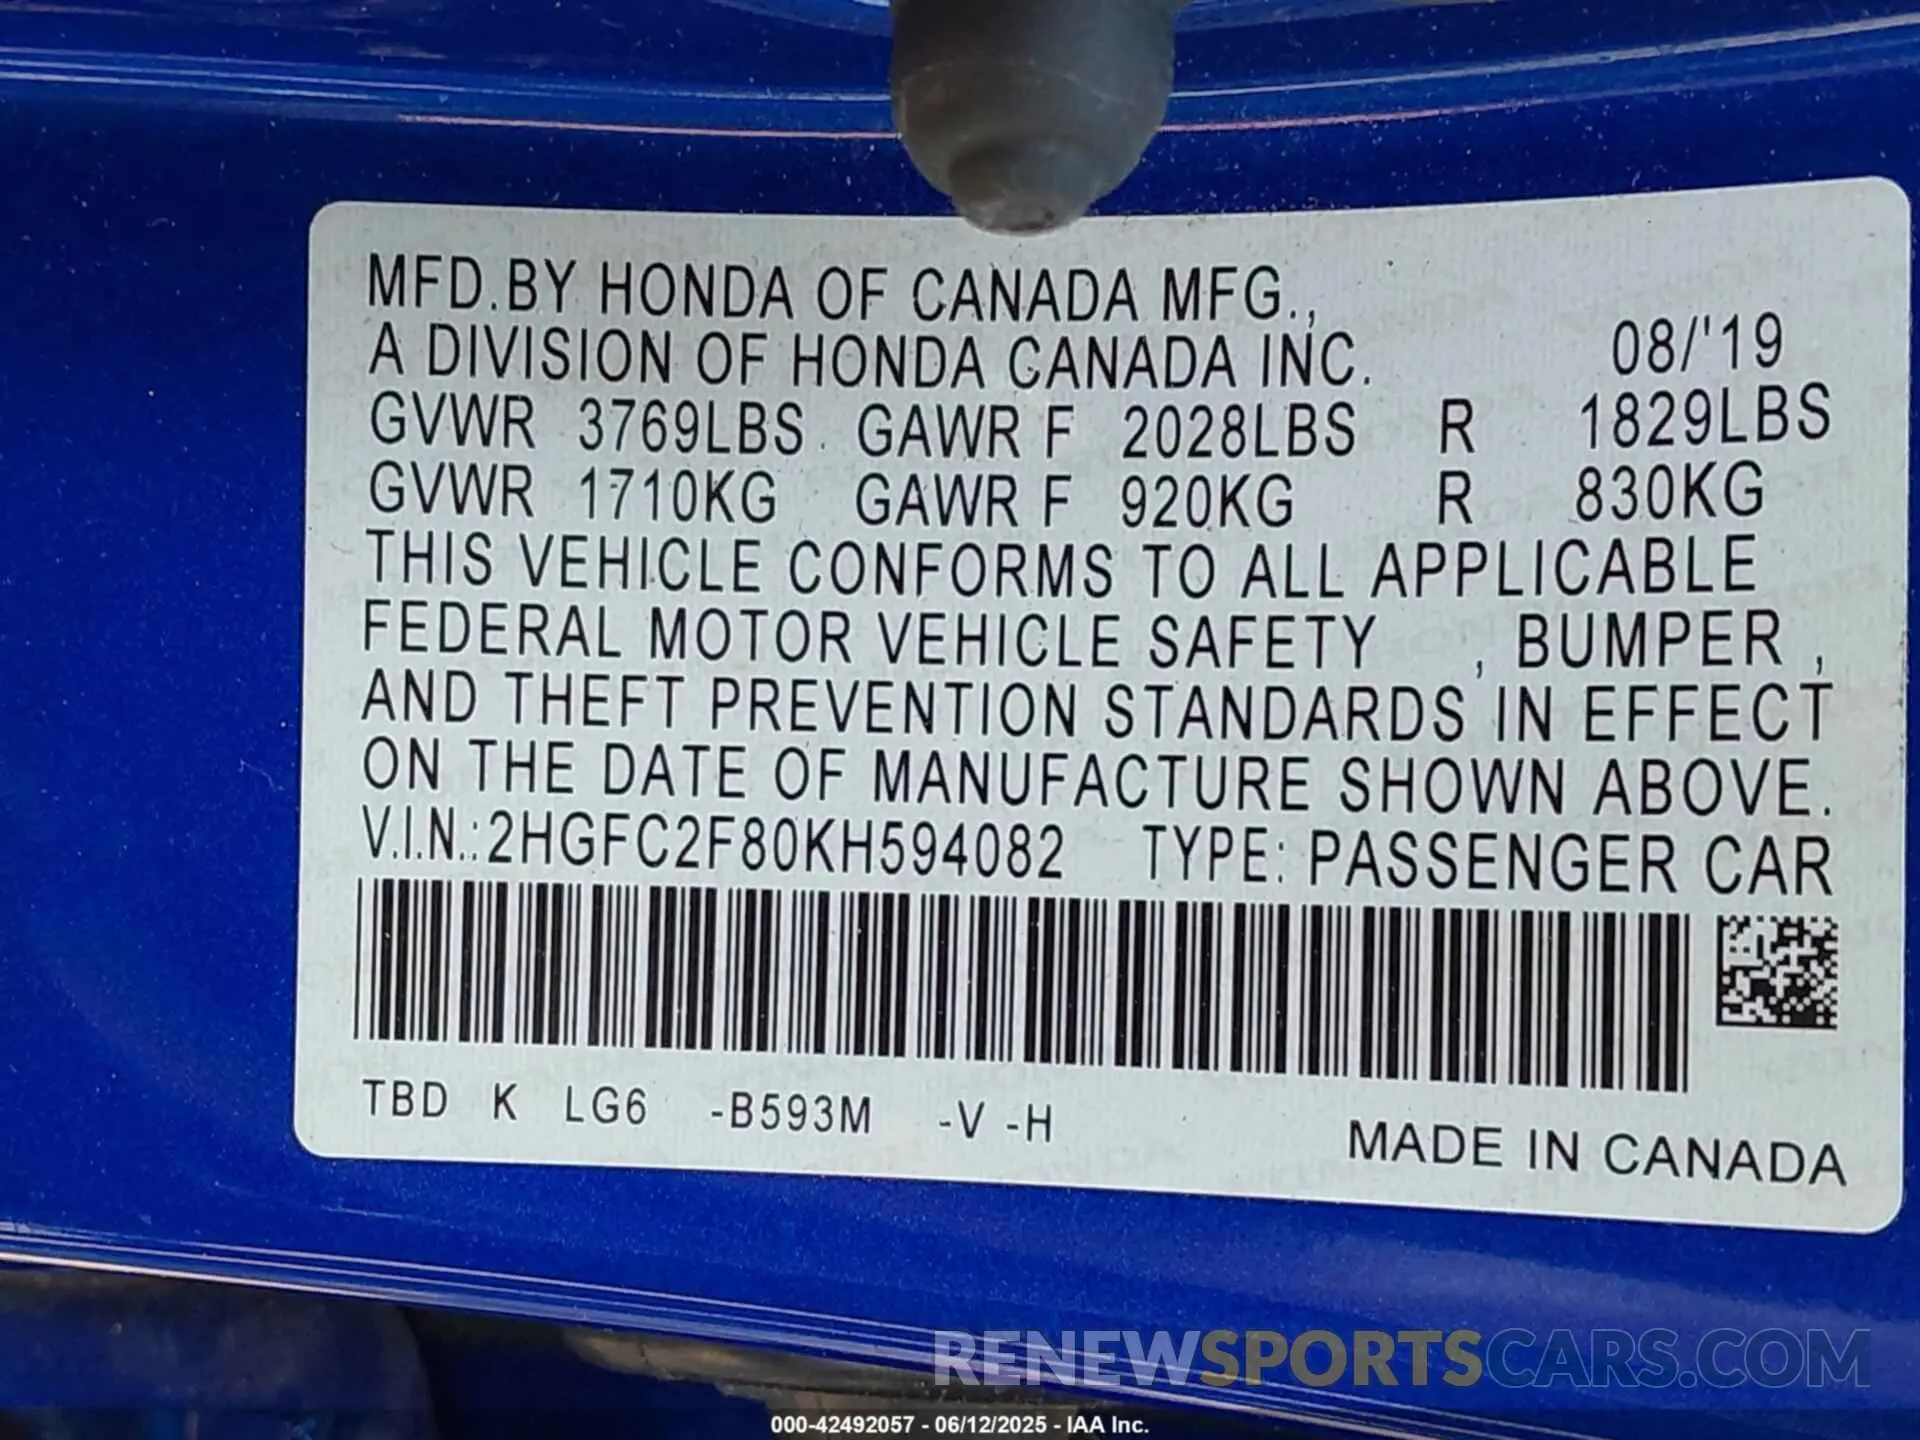 MFD.BY HONDA OF CANADA MFG.,
A DIVISION OF HONDA CANADA INC. 08/'19
GVWR 3769LBS GAWR F 2028LBS R 1829LBS
GVWR 1710KG GAWR F 920KG R 830KG
THIS VEHICLE CONFORMS TO ALL APPLICABLE
FEDERAL MOTOR VEHICLE SAFETY , BUMPER ,
AND THEFT PREVENTION STANDARDS IN EFFECT
ON THE DATE OF MANUFACTURE SHOWN ABOVE.
V.I.N.:2HGFC2F80KH594082 TYPE: PASSENGER CAR
TBD K LG6 -B593M -V -H
MADE IN CANADA
RENEWSPORTSCARS.COM
000-42492057 - 06/12/2025 - IAA Inc.